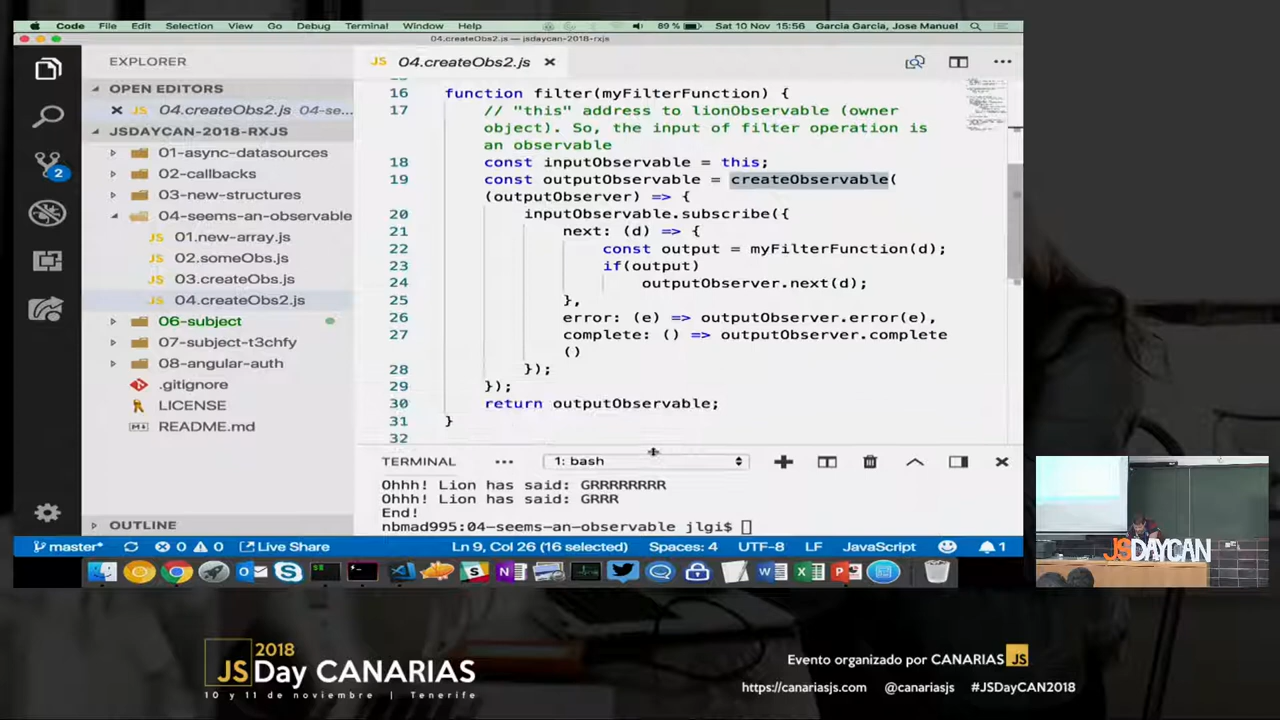 Code File Edit Selection View Go Debug Terminal Window Help 89 % Sat 10 Nov 15:56 Garcia Garcia, Jose Manuel
04.createObs2.js — jsdaycan-2018-rxjs
EXPLORER
JS 04.createObs2.js
OPEN EDITORS
JS 04.createObs2.js 04-se...
JSDAYCAN-2018-RXJS
01-async-datasources
02-callbacks
2
03-new-structures
04-seems-an-observable
JS 01.new-array.js
JS 02.someObs.js
JS 03.createObs.js
JS 04.createObs2.js
06-subject
07-subject-t3chfy
08-angular-auth
.gitignore
LICENSE
README.md
OUTLINE
16 function filter(myFilterFunction) {
17 // "this" address to lionObservable (owner
object). So, the input of filter operation is
an observable
18 const inputObservable = this;
19 const outputObservable = createObservable(
(outputObserver) => {
20 inputObservable.subscribe({
21 next: (d) => {
22 const output = myFilterFunction(d);
23 if(output)
24 outputObserver.next(d);
25 },
26 error: (e) => outputObserver.error(e),
27 complete: () => outputObserver.complete
()
28 });
29 });
30 return outputObservable;
31 }
32
TERMINAL ... 1: bash
Ohhh! Lion has said: GRRRRRRRR
Ohhh! Lion has said: GRRR
End!
nbmad995:04-seems-an-observable jlgi$
master* 0 0 Live Share Ln 9, Col 26 (16 selected) Spaces: 4 UTF-8 LF JavaScript 1
JSDAYCAN
2018
JSDay CANARIAS
10 y 11 de noviembre | Tenerife
Evento organizado por CANARIAS JS
https://canariasjs.com @canariasjs #JSDayCAN2018